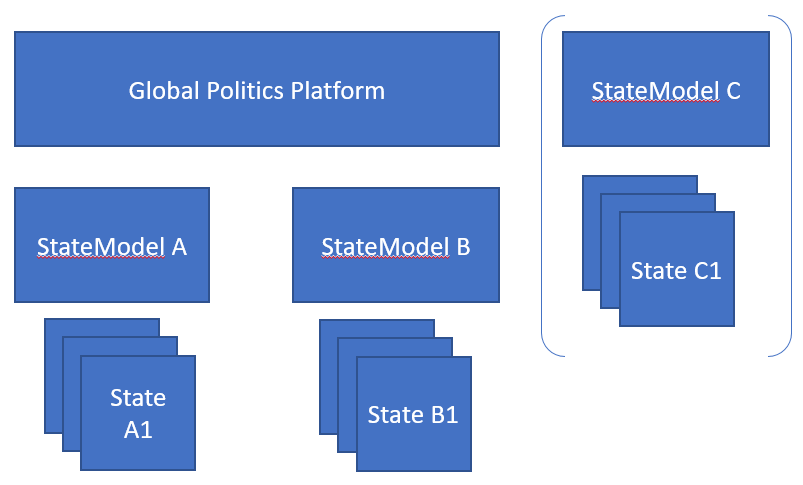 Global Politics Platform
StateModel C
StateModel A
StateModel B
State C1
State
A1
State B1